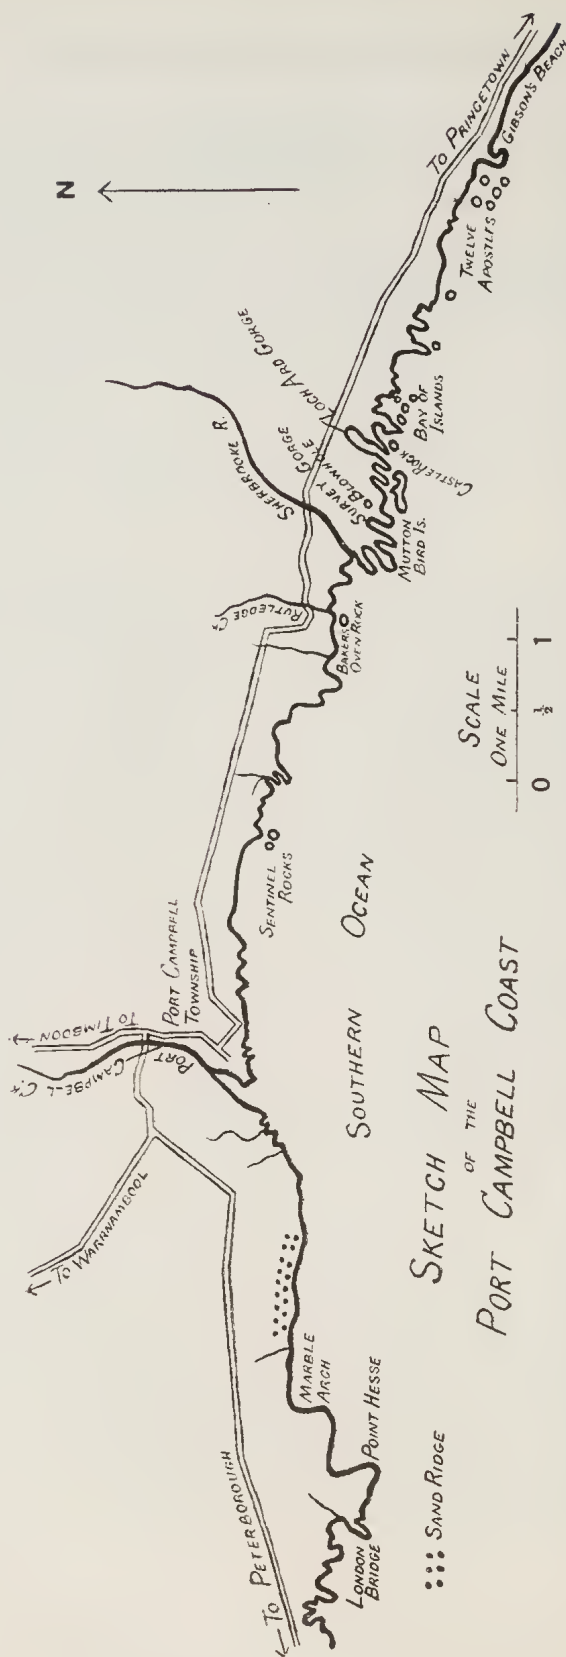 N
SKETCH MAP
OF THE
PORT CAMPBELL COAST
← TO PETERBOROUGH
← TO WARRNAMBOOL
← TO TIMBOON
PORT CAMPBELL CK
PORT CAMPBELL
TOWNSHIP
LONDON
BRIDGE
POINT HESSE
MARBLE
ARCH
SAND RIDGE
SENTINEL
ROCKS
SOUTHERN OCEAN
RUTLEDGE
BAKERS
OVEN ROCK
SHERBROOKE R.
MUTTON
BIRD IS.
SURVEY GORGE
BLOWHOLE
LOCH ARD GORGE
CASTLE ROCK
BAY OF
ISLANDS
TWELVE
APOSTLES
GIBSON'S BEACH
TO PRINCETOWN →
SCALE
ONE MILE
0 ½ 1